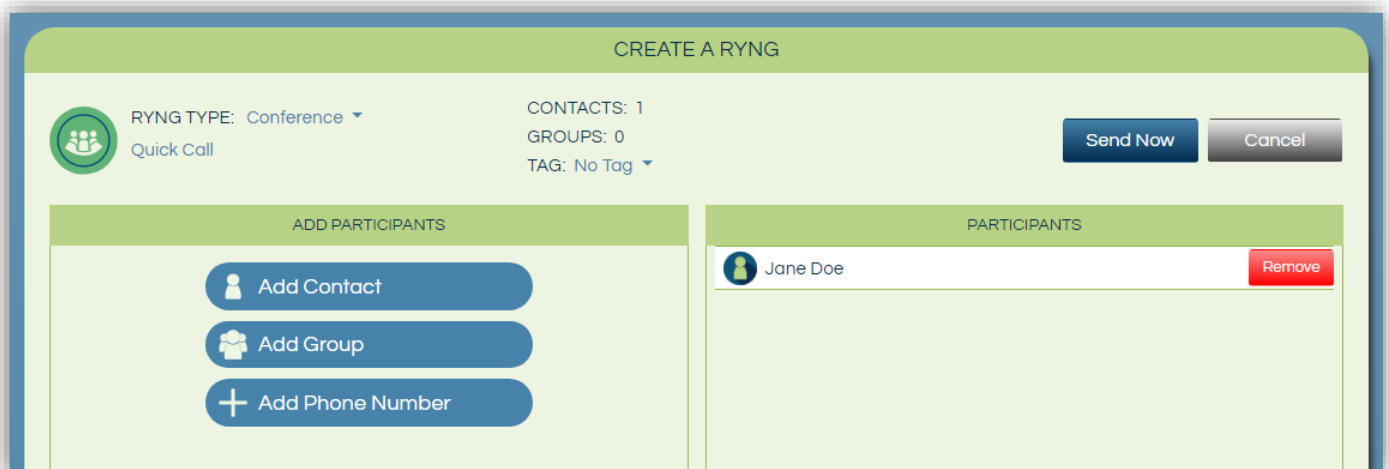 CREATE A RYNG
RYNG TYPE: Conference
Quick Call
CONTACTS: 1
GROUPS: 0
TAG: No Tag
Send Now
Cancel
ADD PARTICIPANTS
Add Contact
Add Group
Add Phone Number
PARTICIPANTS
Jane Doe
Remove